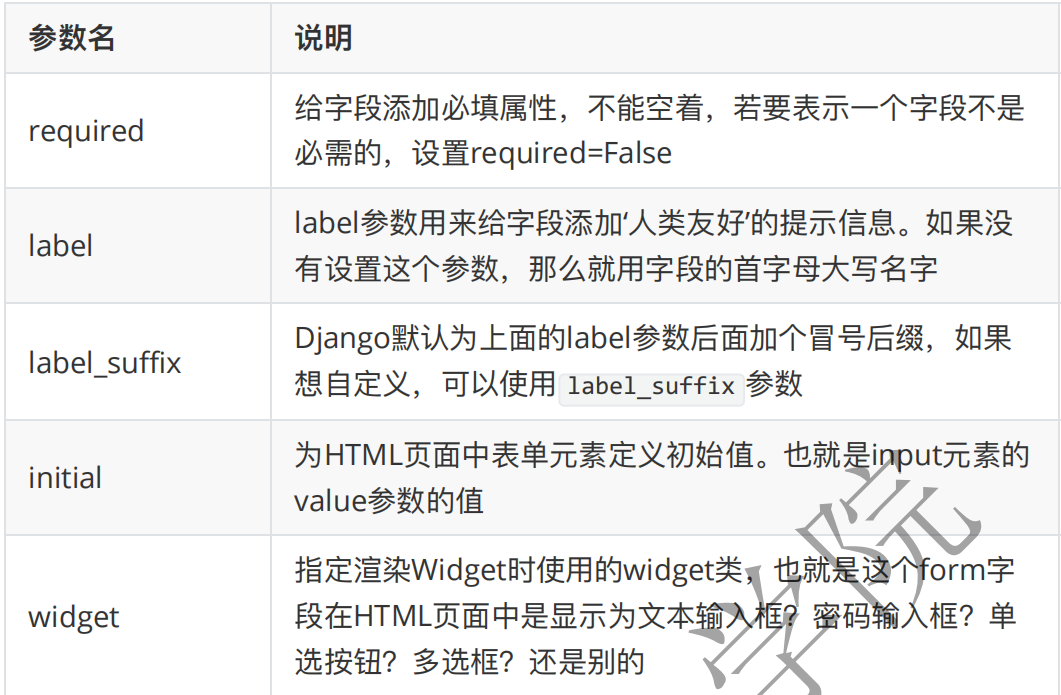 参数名 说明
required
给字段添加必填属性，不能空着，若要表示一个字段不是
必需的，设置required=False
label
label参数用来给字段添加‘人类友好’的提示信息。如果没
有设置这个参数，那么就用字段的首字母大写名字
label_suffix
Django默认为上面的label参数后面加个冒号后缀，如果
想自定义，可以使用 label_suffix 参数
initial
为HTML页面中表单元素定义初始值。也就是input元素的
value参数的值
widget
指定渲染Widget时使用的widget类，也就是这个form字
段在HTML页面中是显示为文本输入框？密码输入框？单
选按钮？多选框？还是别的
学院